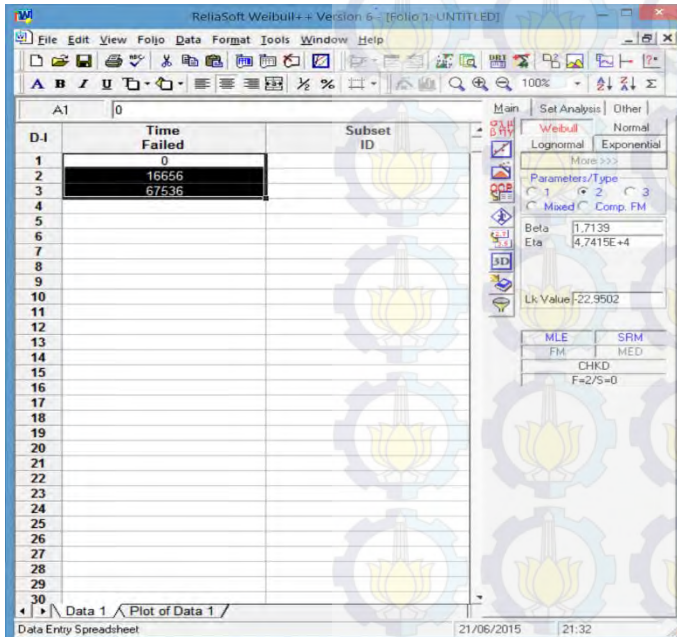 ReliaSoft Weibull++ Version 6 - [Folio 1: UNTITLED]
File Edit View Folio Data Format Tools Window Help
A B I U % 100% Σ
A1 0
Main Set Analysis Other
D-I Time Failed Subset ID
Weibull Normal
Lognormal Exponential
More >>>
Parameters/Type
1 2 3
Mixed Comp. FM
Beta 1,7139
Eta 4,7415E+4
Lk Value -22,9502
MLE SRM
FM MED
CHKD
F=2/S=0
1 0
2 16656
3 67536
4
5
6
7
8
9
10
11
12
13
14
15
16
17
18
19
20
21
22
23
24
25
26
27
28
29
30
Data 1 Plot of Data 1
Data Entry Spreadsheet 21/06/2015 21:32